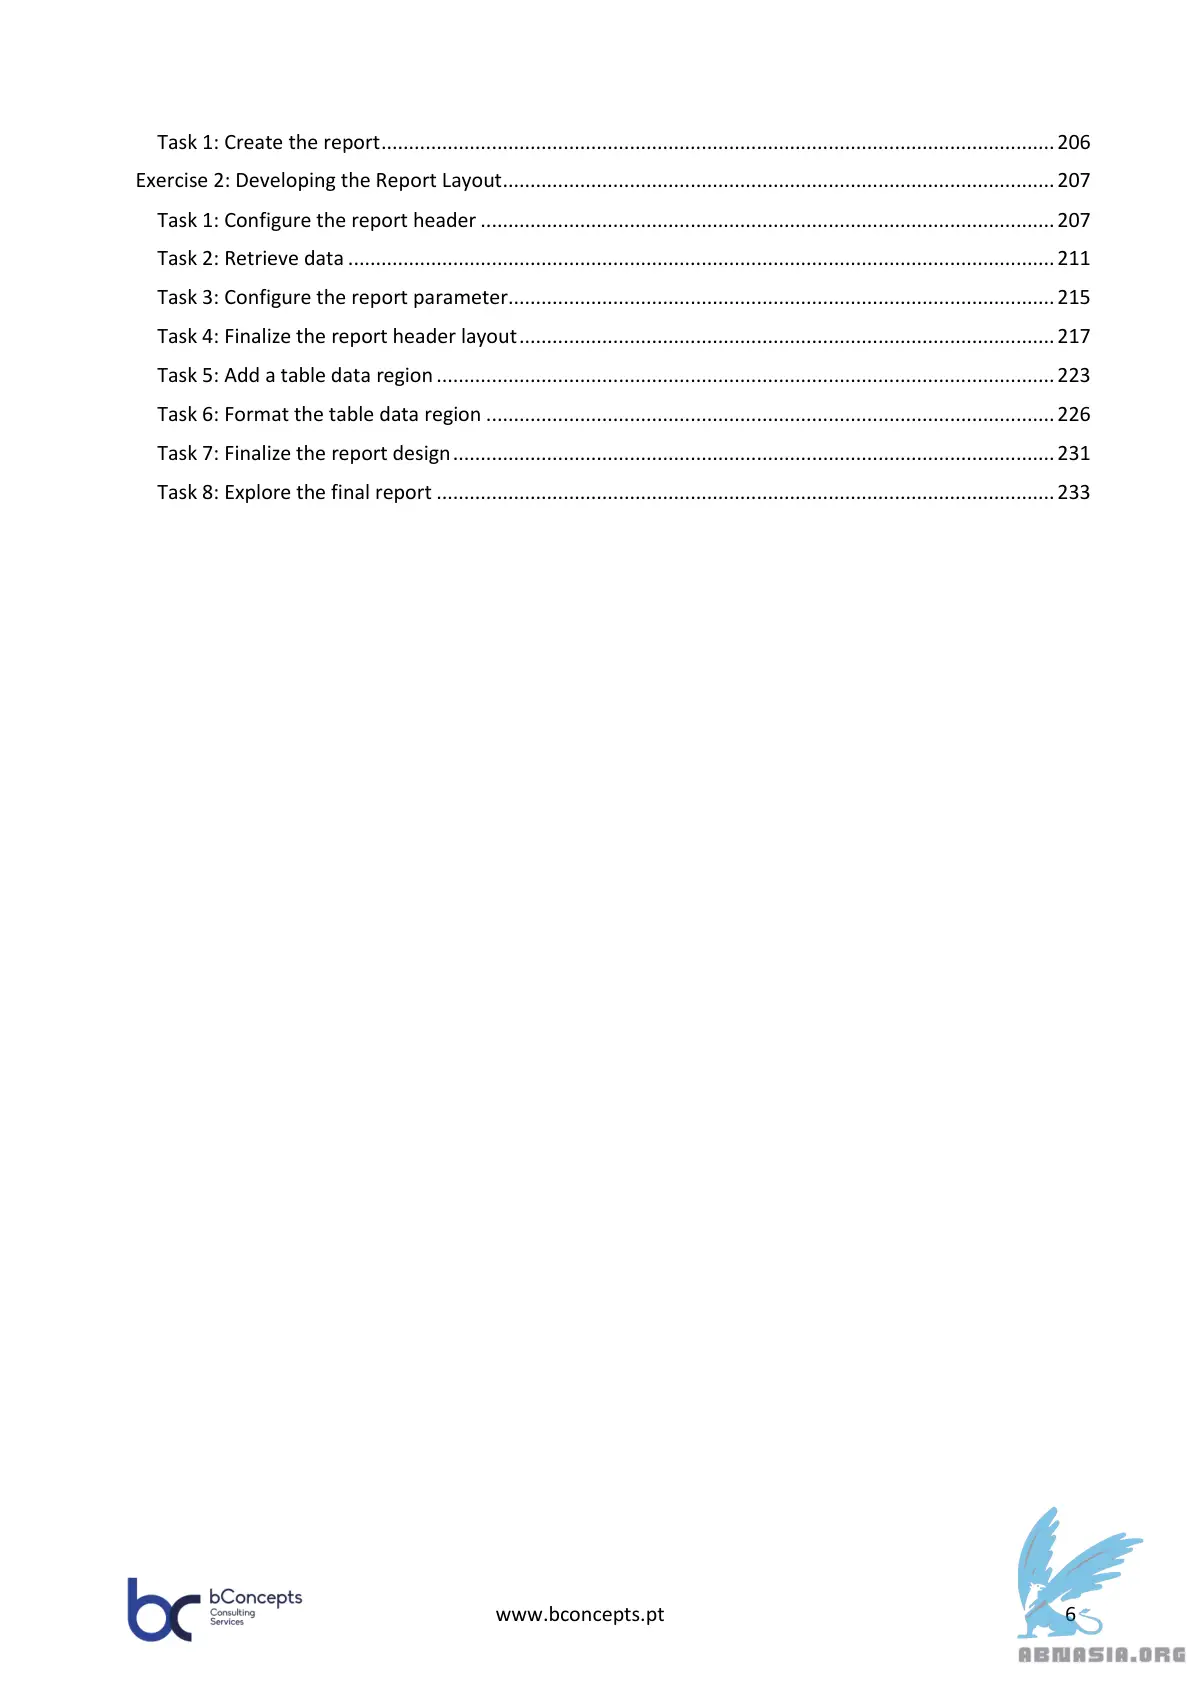 Task 1: Create the report.......................................................................................................................... 206
Exercise 2: Developing the Report Layout.................................................................................................... 207
Task 1: Configure the report header ........................................................................................................ 207
Task 2: Retrieve data ................................................................................................................................ 211
Task 3: Configure the report parameter................................................................................................... 215
Task 4: Finalize the report header layout................................................................................................. 217
Task 5: Add a table data region ................................................................................................................ 223
Task 6: Format the table data region ....................................................................................................... 226
Task 7: Finalize the report design............................................................................................................. 231
Task 8: Explore the final report ................................................................................................................ 233
bc bConcepts
Consulting
Services
www.bconcepts.pt
6
ABNASIA.ORG